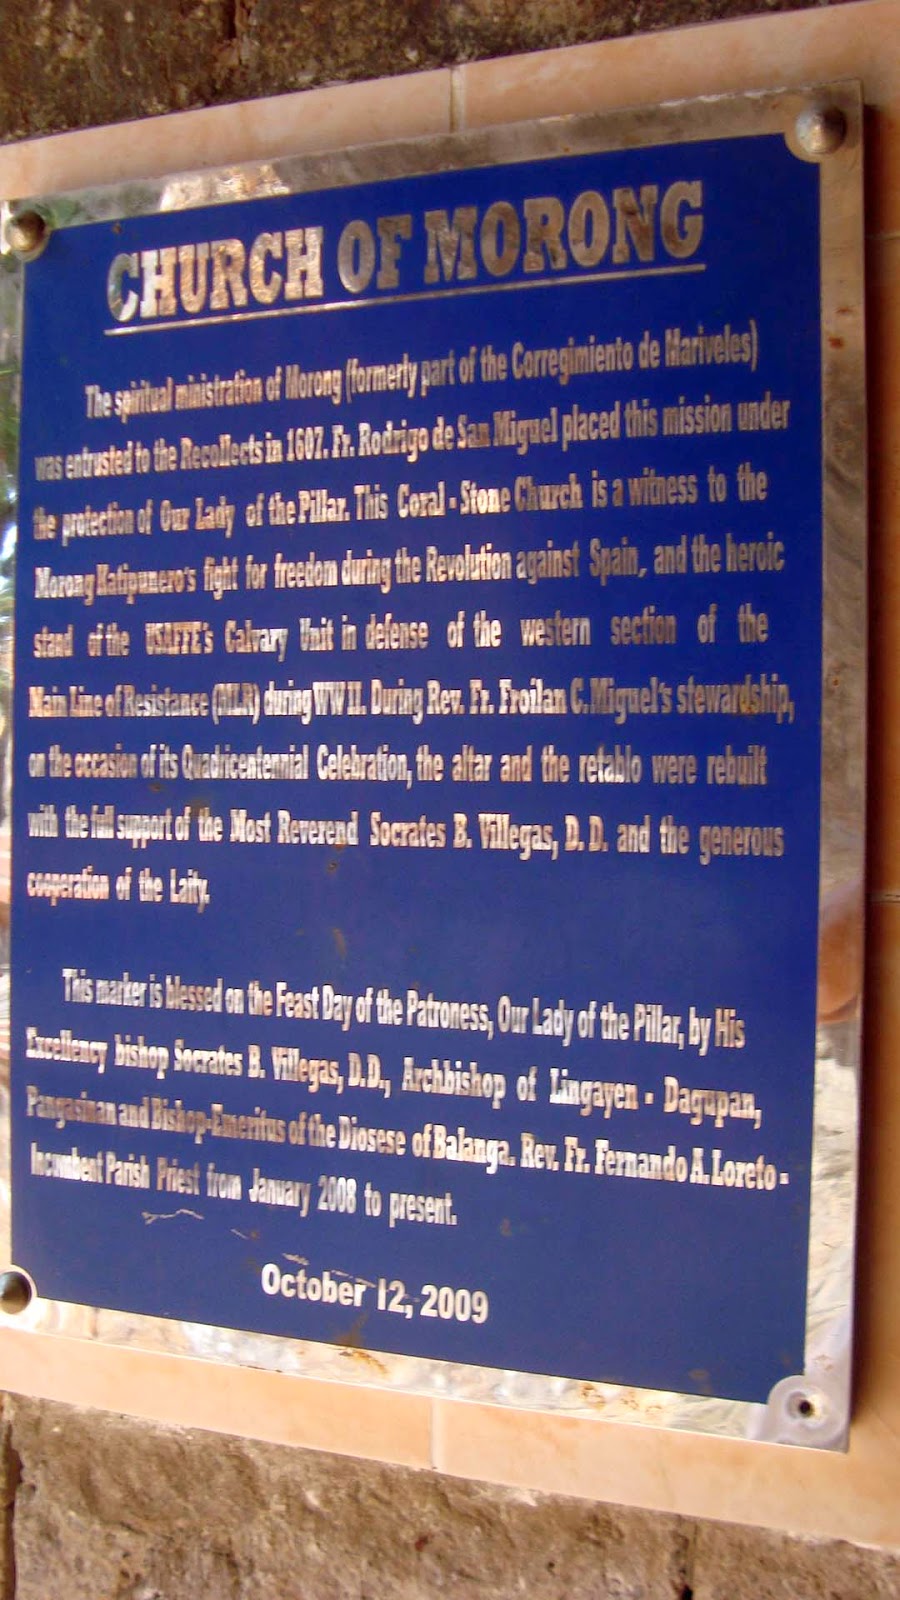 CHURCH OF MORONG
The spiritual ministration of Morong (formerly part of the Corregimiento de Mariveles)
was entrusted to the Recollects in 1607. Fr. Rodrigo de San Miguel placed this mission under
the protection of Our Lady of the Pillar. This Coral - Stone Church is a witness to the
Morong Katipunero's fight for freedom during the Revolution against Spain, and the heroic
stand of the USAFFE's Calvary Unit in defense of the western section of the
Main Line of Resistance (MLR) during WW II. During Rev. Fr. Froilan C. Miguel's stewardship,
on the occasion of its Quadricentennial Celebration, the altar and the retablo were rebuilt
with the full support of the Most Reverend Socrates B. Villegas, D. D. and the generous
cooperation of the Laity.
This marker is blessed on the Feast Day of the Patroness, Our Lady of the Pillar, by His
Excellency bishop Socrates B. Villegas, D.D., Archbishop of Lingayen - Dagupan,
Pangasinan and Bishop-Emeritus of the Diosese of Balanga. Rev. Fr. Fernando A. Loreto -
Incumbent Parish Priest from January 2008 to present.
October 12, 2009